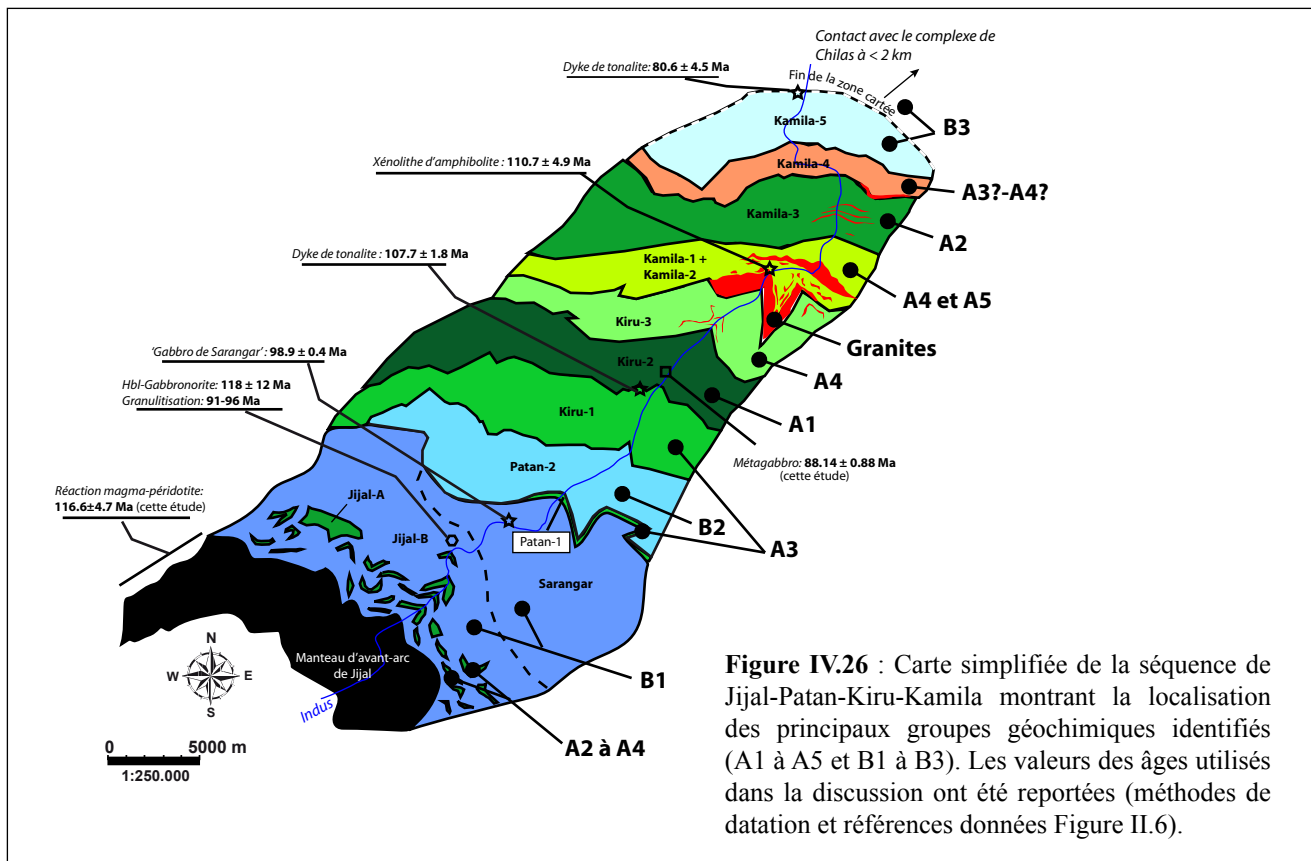 Contact avec le complexe de
Chilas à < 2 km
Dyke de tonalite : 80.6 ± 4.5 Ma
Fin de la zone cartée
Kamila-5
B3
Xénolithe d'amphibolite : 110.7 ± 4.9 Ma
Kamila-4
A3?-A4?
Kamila-3
A2
Dyke de tonalite : 107.7 ± 1.8 Ma
Kamila-1 +
Kamila-2
A4 et A5
Kiru-3
Granites
'Gabbro de Sarangar' : 98.9 ± 0.4 Ma
Kiru-2
A4
Hbl-Gabbronorite: 118 ± 12 Ma
Granulitisation: 91-96 Ma
Kiru-1
A1
Métagabbro: 88.14 ± 0.88 Ma
(cette étude)
Patan-2
Réaction magma-péridotite:
116.6±4.7 Ma (cette étude)
Jijal-A
B2
Jijal-B
Patan-1
A3
Sarangar
N
W
E
S
Manteau d'avant-arc
de Jijal
B1
Indus
A2 à A4
0 5000 m
1:250.000
Figure IV.26 : Carte simplifiée de la séquence de
Jijal-Patan-Kiru-Kamila montrant la localisation
des principaux groupes géochimiques identifiés
(A1 à A5 et B1 à B3). Les valeurs des âges utilisés
dans la discussion ont été reportées (méthodes de
datation et références données Figure II.6).